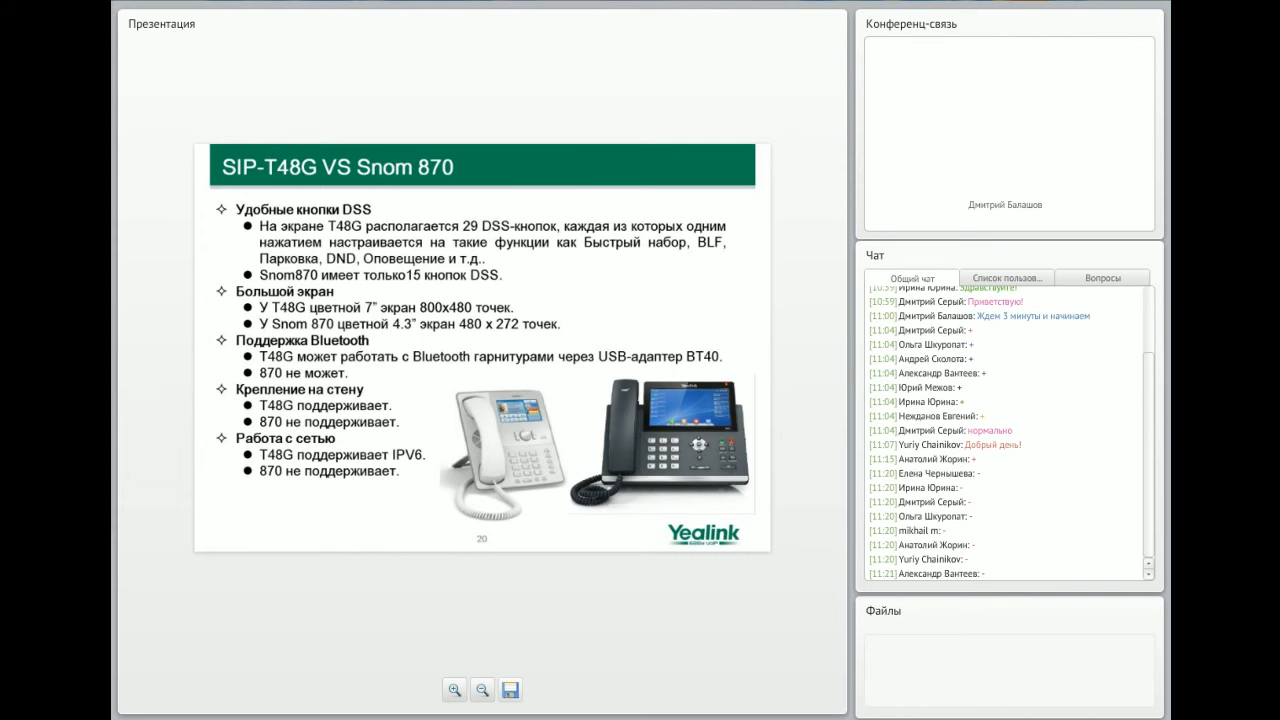 Презентация
SIP-T48G VS Snom 870
Удобные кнопки DSS
На экране T48G располагается 29 DSS-кнопок, каждая из которых одним
нажатием настраивается на такие функции как Быстрый набор, BLF,
Парковка, DND, Оповещение и т.д..
Snom870 имеет только15 кнопок DSS.
Большой экран
У T48G цветной 7” экран 800x480 точек.
У Snom 870 цветной 4.3” экран 480 x 272 точек.
Поддержка Bluetooth
T48G может работать с Bluetooth гарнитурами через USB-адаптер BT40.
870 не может.
Крепление на стену
T48G поддерживает.
870 не поддерживает.
Работа с сетью
T48G поддерживает IPV6.
870 не поддерживает.
20
Yealink
Конференц-связь
Дмитрий Балашов
Чат
Общий чат
Список пользов...
Вопросы
[10:59] Ирина Юрина: Здравствуйте!
[10:59] Дмитрий Серый: Приветствую!
[11:00] Дмитрий Балашов: Ждем 3 минуты и начинаем
[11:04] Дмитрий Серый: +
[11:04] Ольга Шкуропат: +
[11:04] Андрей Сколота: +
[11:04] Александр Вантеев: +
[11:04] Юрий Межов: +
[11:04] Ирина Юрина: +
[11:04] Нежданов Евгений: +
[11:04] Дмитрий Серый: нормально
[11:07] Yuriy Chainikov: Добрый день!
[11:15] Анатолий Жорин: +
[11:20] Елена Чернышева: -
[11:20] Ирина Юрина: -
[11:20] Дмитрий Серый: -
[11:20] Ольга Шкуропат: -
[11:20] mikhail m: -
[11:20] Анатолий Жорин: -
[11:20] Yuriy Chainikov: -
[11:21] Александр Вантеев: -
Файлы